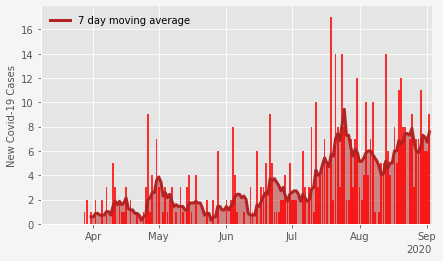 7 day moving average
New Covid-19 Cases
16
14
12
10
8
6
4
2
0
Apr
May
Jun
Jul
Aug
Sep
2020